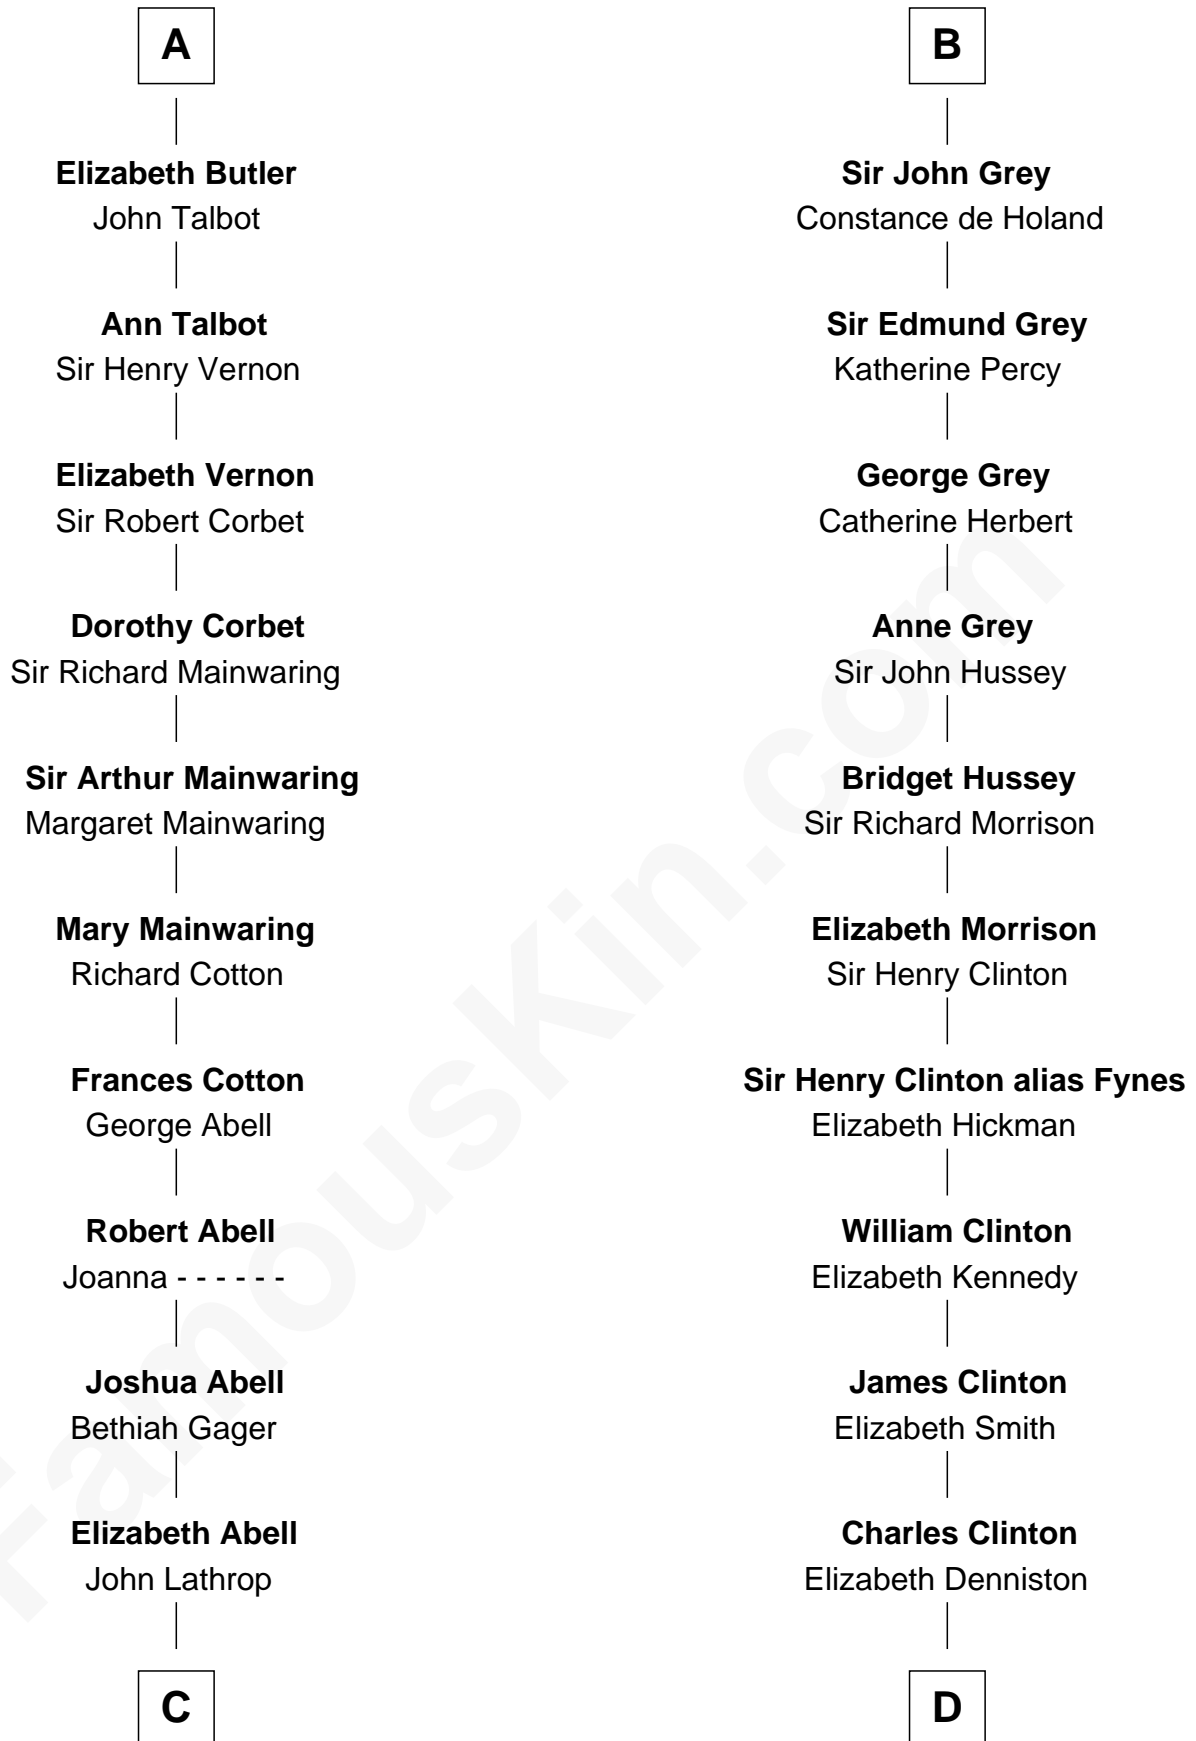 A
Elizabeth Butler
John Talbot
Ann Talbot
Sir Henry Vernon
Elizabeth Vernon
Sir Robert Corbet
Dorothy Corbet
Sir Richard Mainwaring
Sir Arthur Mainwaring
Margaret Mainwaring
Mary Mainwaring
Richard Cotton
Frances Cotton
George Abell
Robert Abell
Joanna - - - - - -
Joshua Abell
Bethiah Gager
Elizabeth Abell
John Lathrop
C
B
Sir John Grey
Constance de Holand
Sir Edmund Grey
Katherine Percy
George Grey
Catherine Herbert
Anne Grey
Sir John Hussey
Bridget Hussey
Sir Richard Morrison
Elizabeth Morrison
Sir Henry Clinton
Sir Henry Clinton alias Fynes
Elizabeth Hickman
William Clinton
Elizabeth Kennedy
James Clinton
Elizabeth Smith
Charles Clinton
Elizabeth Denniston
D
FamousKin.com